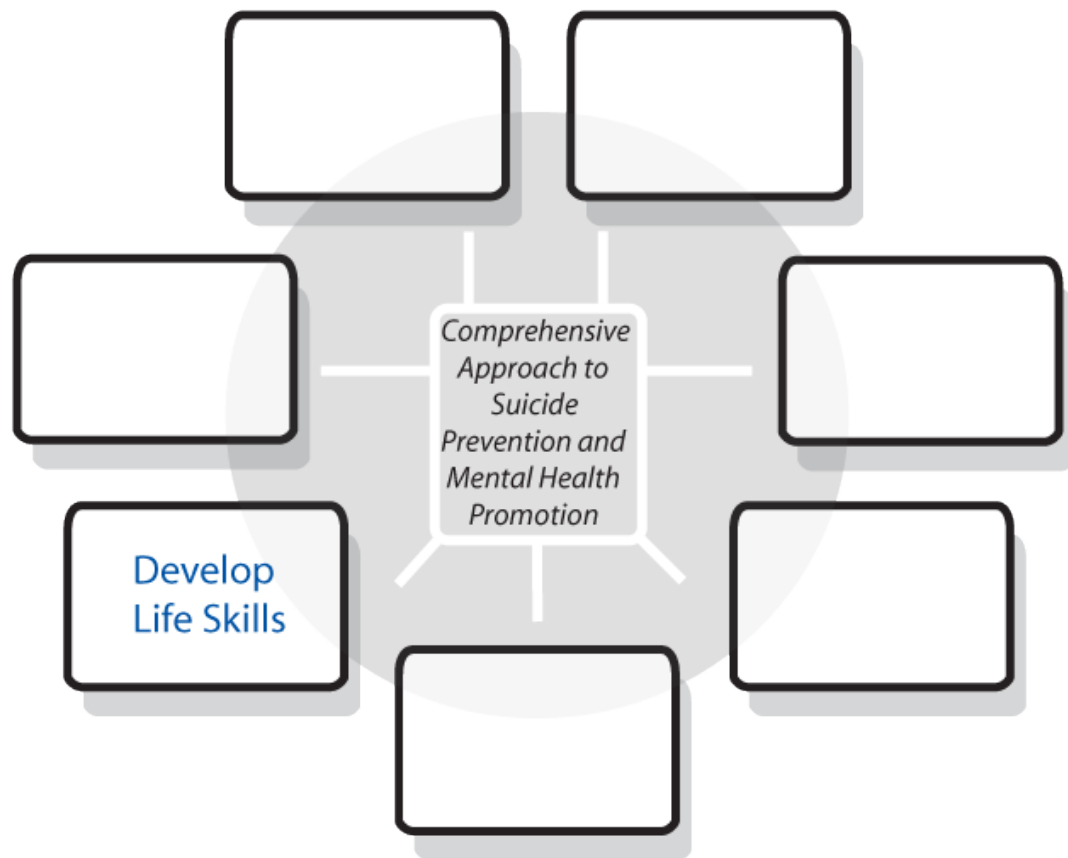 Comprehensive
Approach to
Suicide
Prevention and
Mental Health
Promotion
Develop
Life Skills